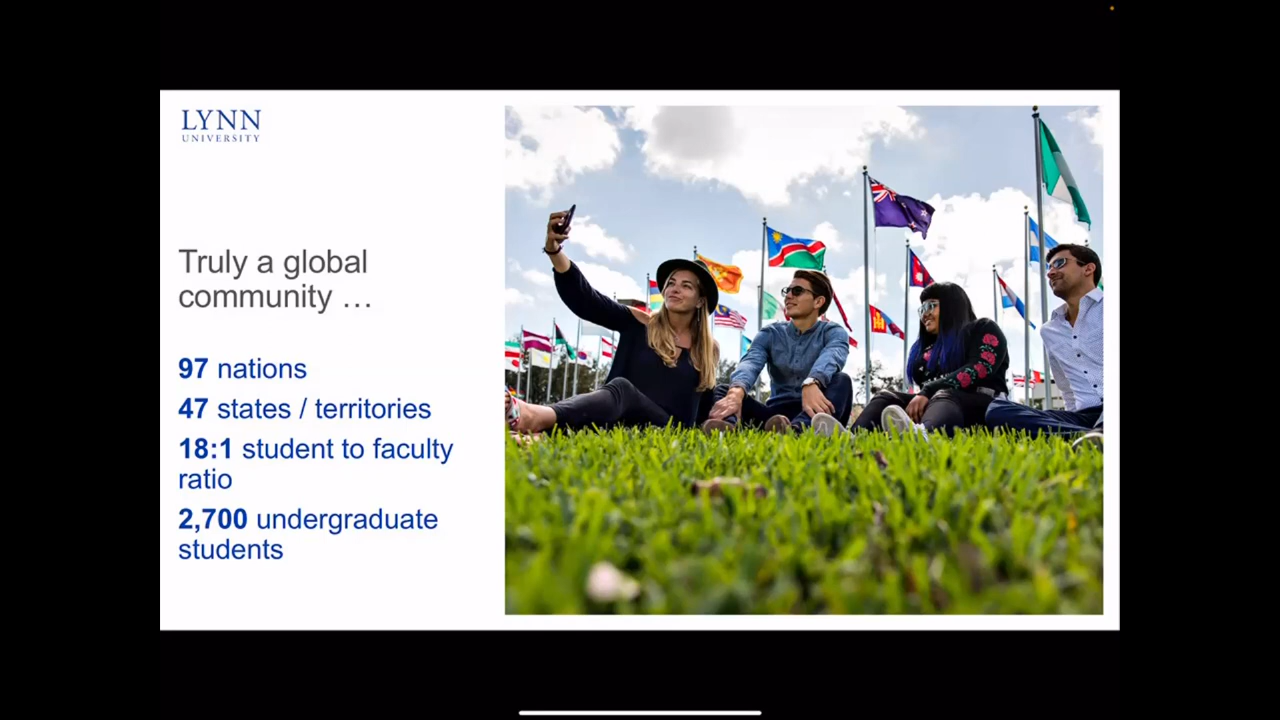 LYNN
UNIVERSITY
Truly a global
community …
97 nations
47 states / territories
18:1 student to faculty
ratio
2,700 undergraduate
students